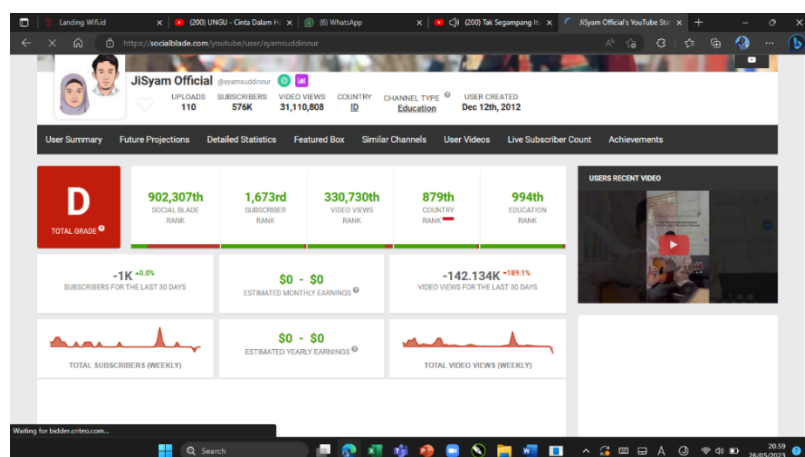 Landing Wifi.id
(200) UNGU - Cinta Dalam H
(6) WhatsApp
(200) Tak Segampang It
JiSyam Official's YouTube Stat
https://socialblade.com/youtube/user/syamsuddinnur
JiSyam Official @syamsuddinnur
UPLOADS SUBSCRIBERS VIDEO VIEWS COUNTRY CHANNEL TYPE USER CREATED
110 576K 31,110,808 ID Education Dec 12th, 2012
User Summary Future Projections Detailed Statistics Featured Box Similar Channels User Videos Live Subscriber Count Achievements
D
TOTAL GRADE
902,307th
SOCIAL BLADE
RANK
1,673rd
SUBSCRIBER
RANK
330,730th
VIDEO VIEWS
RANK
879th
COUNTRY
RANK
994th
EDUCATION
RANK
USERS RECENT VIDEO
-1K +0.0%
SUBSCRIBERS FOR THE LAST 30 DAYS
$0 - $0
ESTIMATED MONTHLY EARNINGS
-142.134K -189.1%
VIDEO VIEWS FOR THE LAST 30 DAYS
TOTAL SUBSCRIBERS (WEEKLY)
$0 - $0
ESTIMATED YEARLY EARNINGS
TOTAL VIDEO VIEWS (WEEKLY)
Waiting for bidder.criteo.com...
Search
20.59
26/05/2023